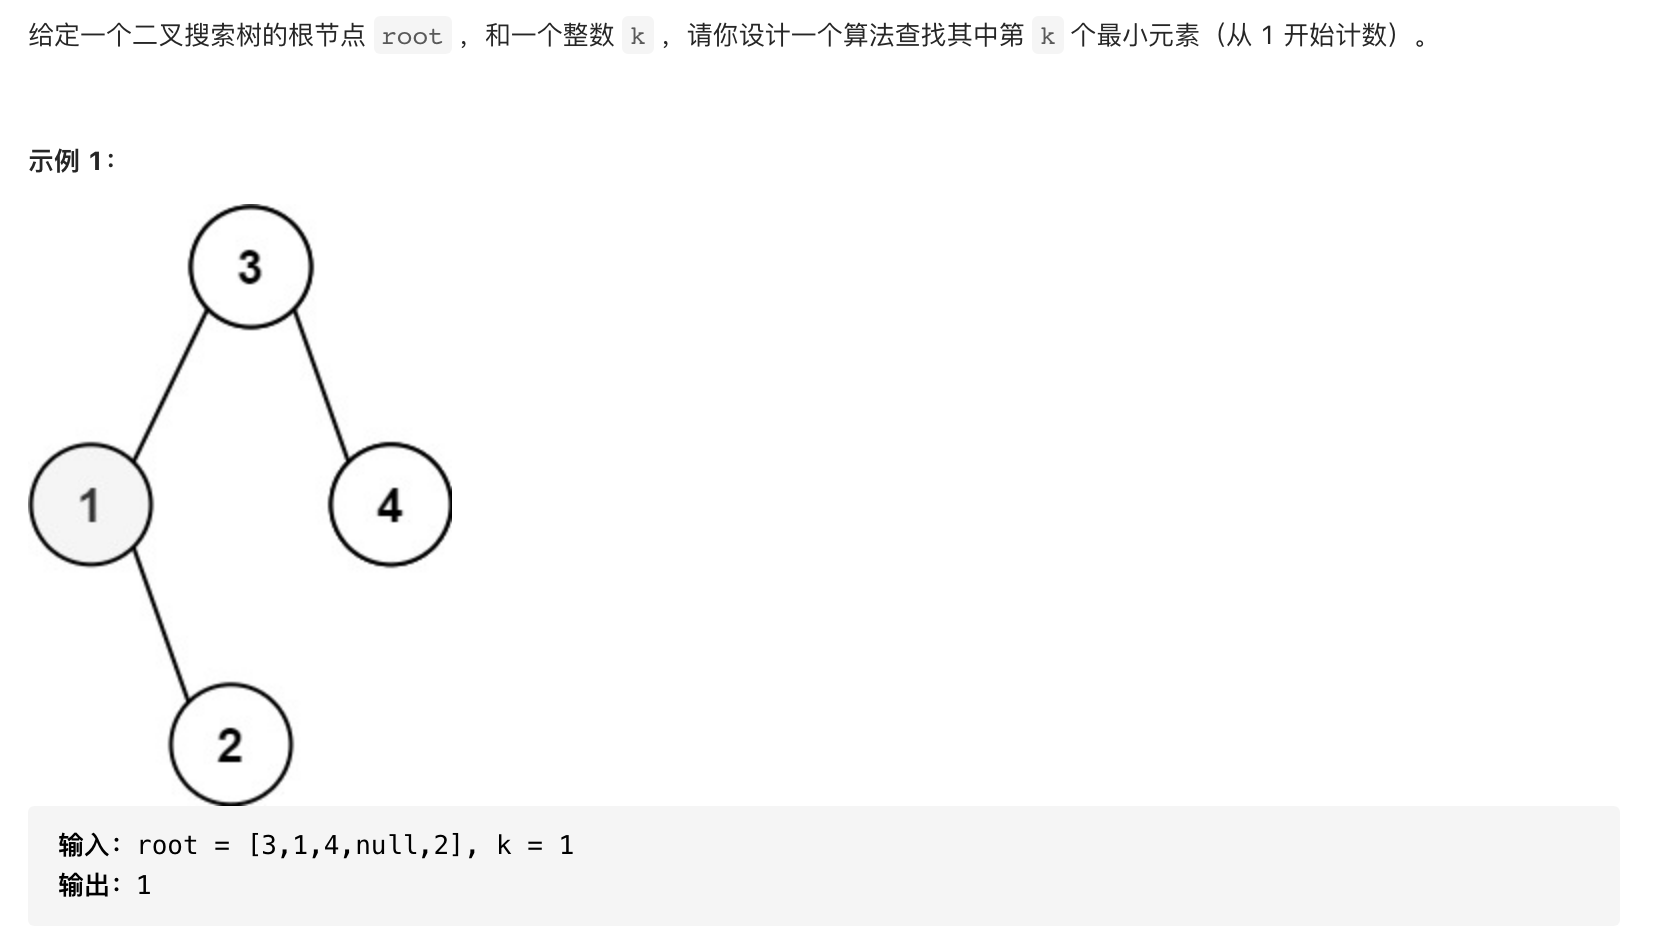 给定一个二叉搜索树的根节点 root ，和一个整数 k ，请你设计一个算法查找其中第 k 个最小元素（从 1 开始计数）。
示例 1：
3
1
4
2
输入：root = [3,1,4,null,2], k = 1
输出：1